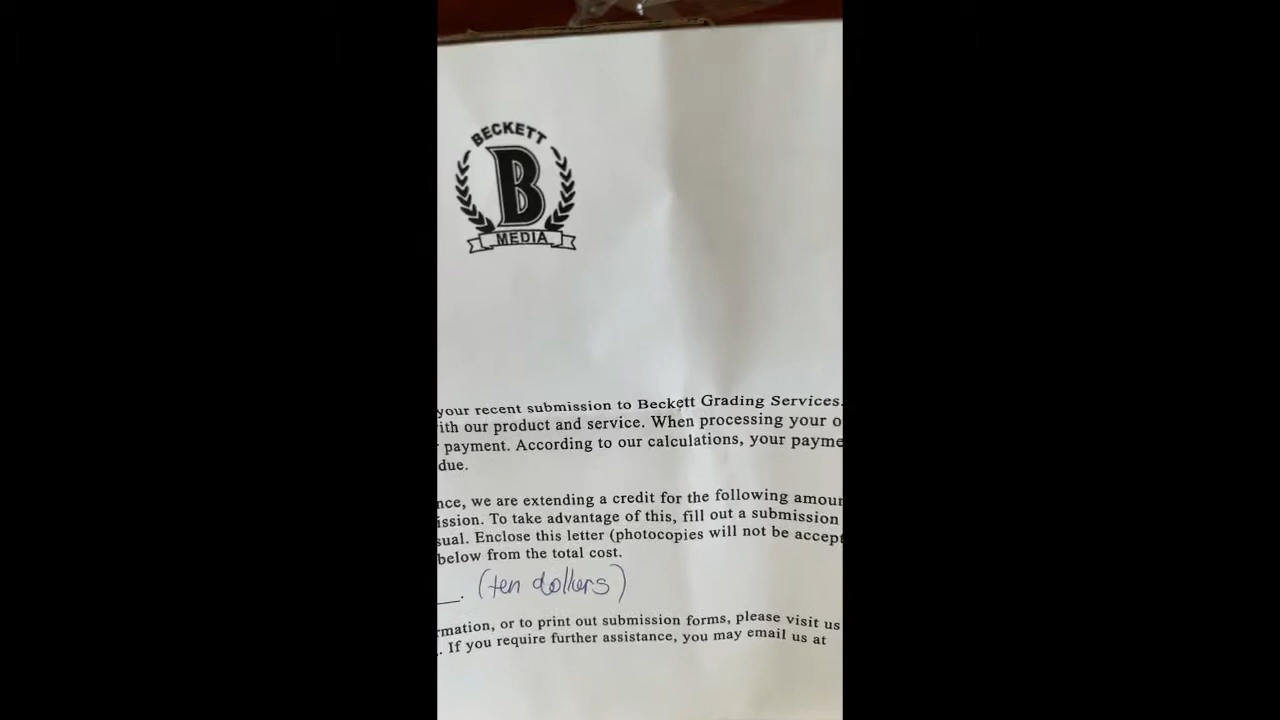 BECKETT
B
MEDIA
your recent submission to Beckett Grading Services.
ith our product and service. When processing your o
payment. According to our calculations, your payme
due.
nce, we are extending a credit for the following amour
ission. To take advantage of this, fill out a submission
sual. Enclose this letter (photocopies will not be accept
below from the total cost.
. (ten dollars)
rmation, or to print out submission forms, please visit us
. If you require further assistance, you may email us at